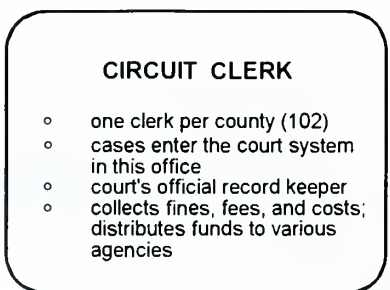 CIRCUIT CLERK
◦ one clerk per county (102)
◦ cases enter the court system
in this office
◦ court's official record keeper
◦ collects fines, fees, and costs;
distributes funds to various
agencies